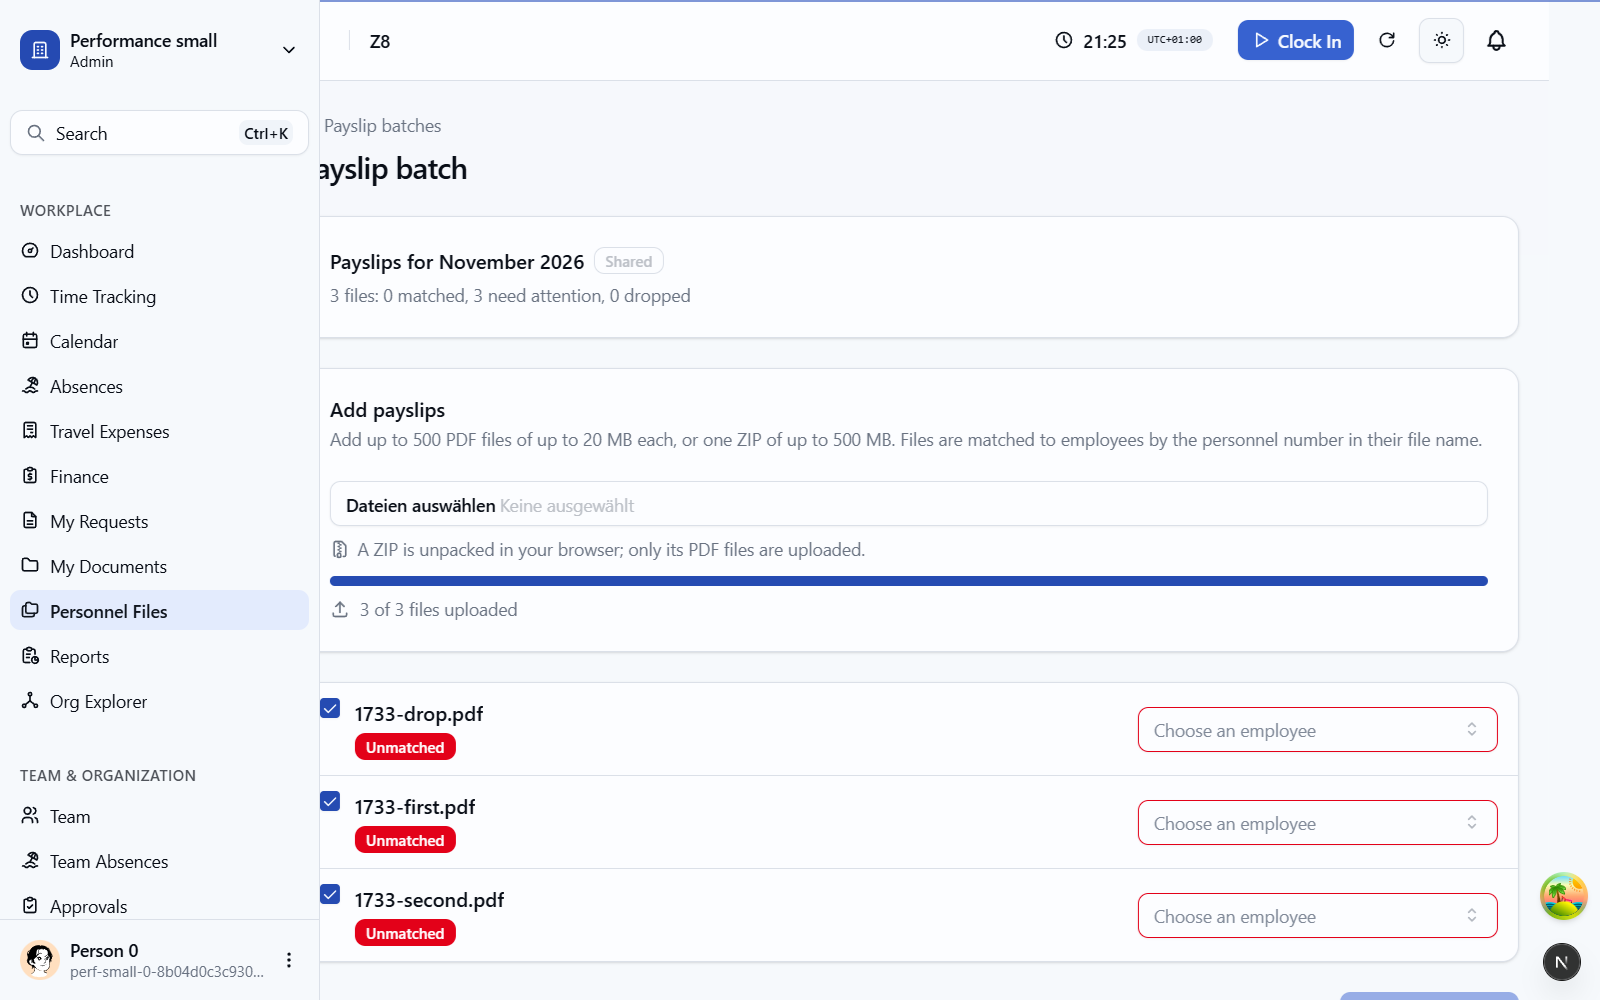 Performance small
Admin
Search
Ctrl+K
WORKPLACE
Dashboard
Time Tracking
Calendar
Absences
Travel Expenses
Finance
My Requests
My Documents
Personnel Files
Reports
Org Explorer
TEAM & ORGANIZATION
Team
Team Absences
Approvals
Person 0
perf-small-0-8b04d0c3c930...
Z8
21:25
UTC+01:00
Clock In
Payslip batches
ayslip batch
Payslips for November 2026
Shared
3 files: 0 matched, 3 need attention, 0 dropped
Add payslips
Add up to 500 PDF files of up to 20 MB each, or one ZIP of up to 500 MB. Files are matched to employees by the personnel number in their file name.
Dateien auswählen Keine ausgewählt
A ZIP is unpacked in your browser; only its PDF files are uploaded.
3 of 3 files uploaded
1733-drop.pdf
Unmatched
Choose an employee
1733-first.pdf
Unmatched
Choose an employee
1733-second.pdf
Unmatched
Choose an employee
N